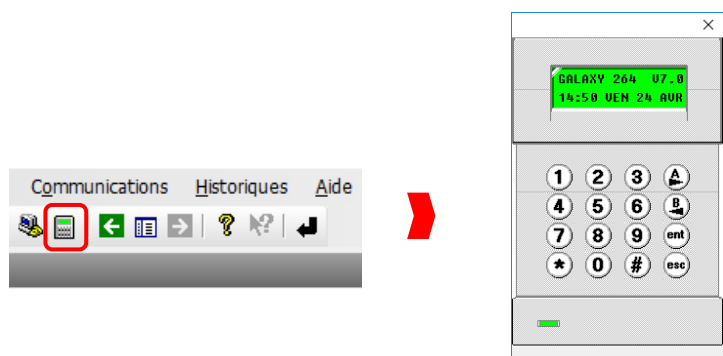 Communications Historiques Aide
GALAXY 264 V7.0
14:50 VEN 24 AVR
1 2 3 A
4 5 6 B
7 8 9 ent
* 0 # esc